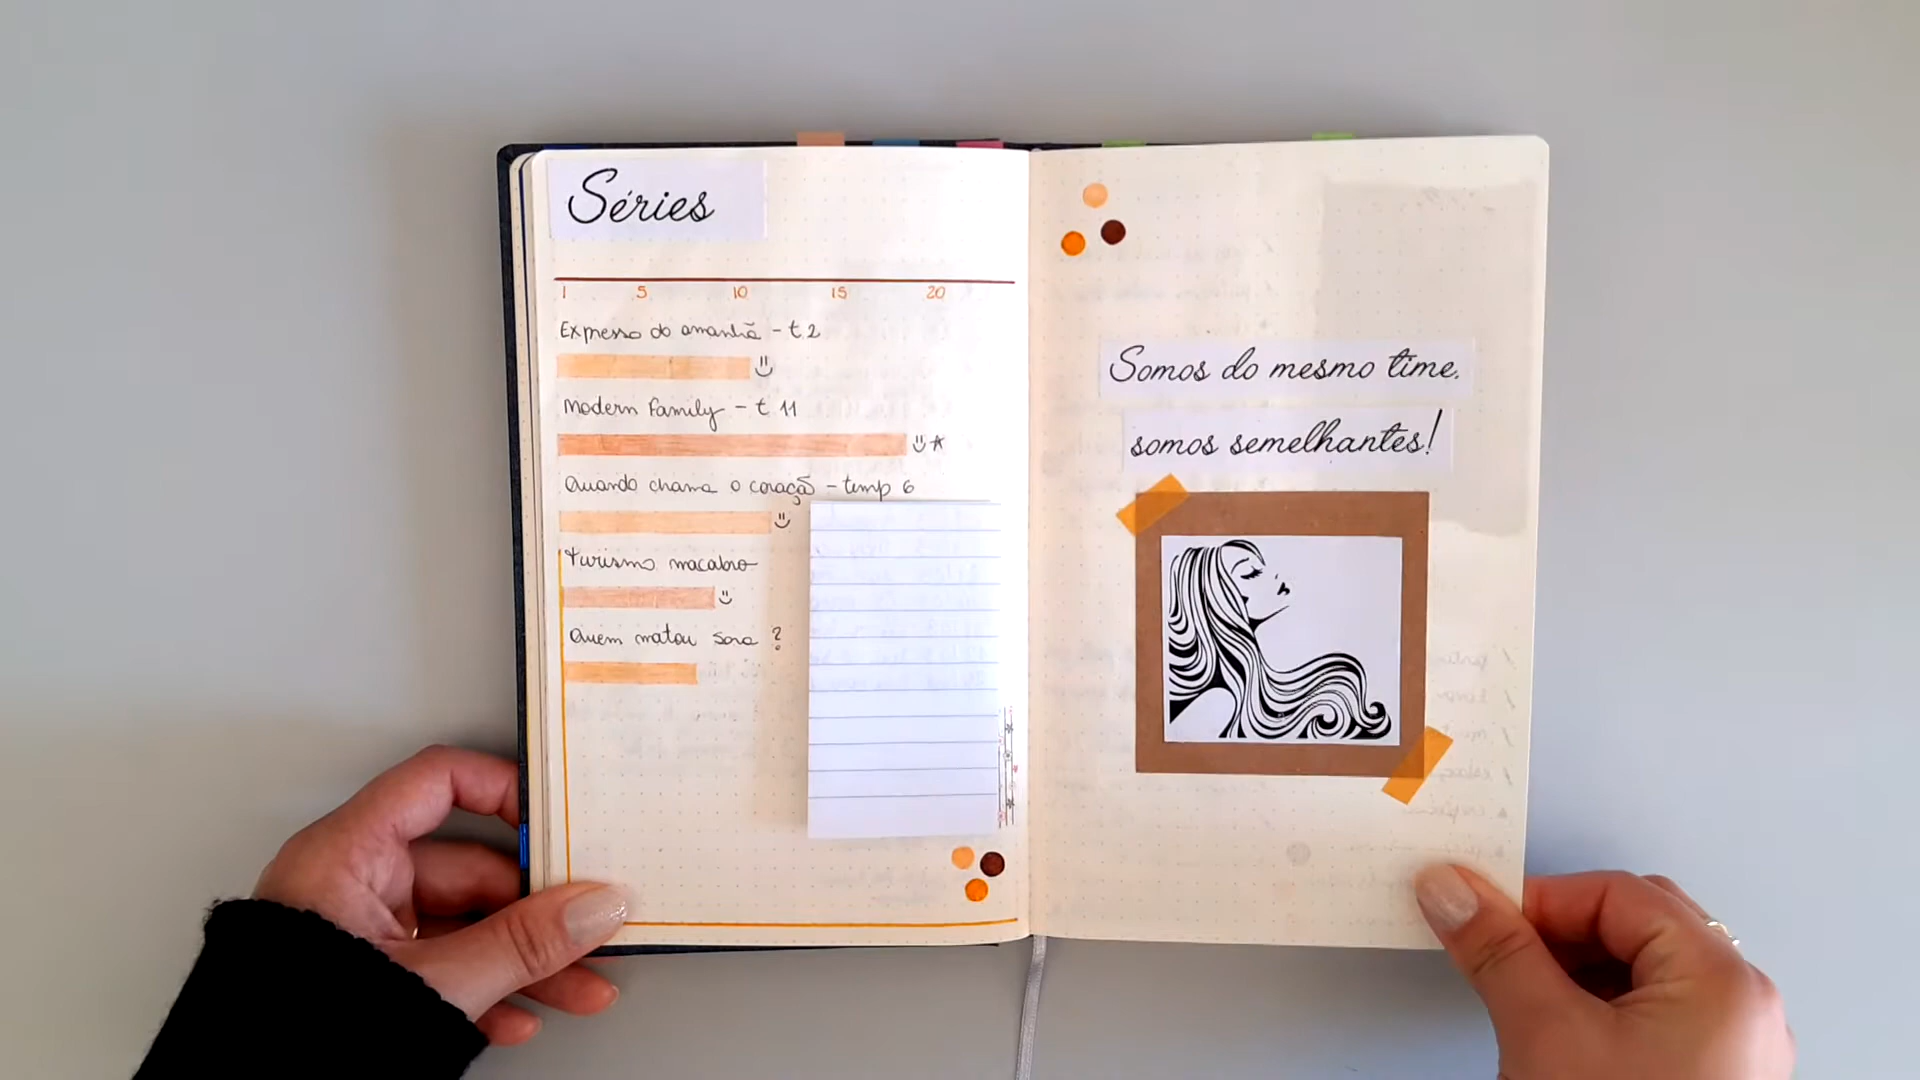 Séries
1 5 10 15 20
Expresso do amanhã - t.2
Modern Family - t 11
Quando chama o coração - temp 6
Turismo macabro
Quem matou Sara ?
Somos do mesmo time,
somos semelhantes!